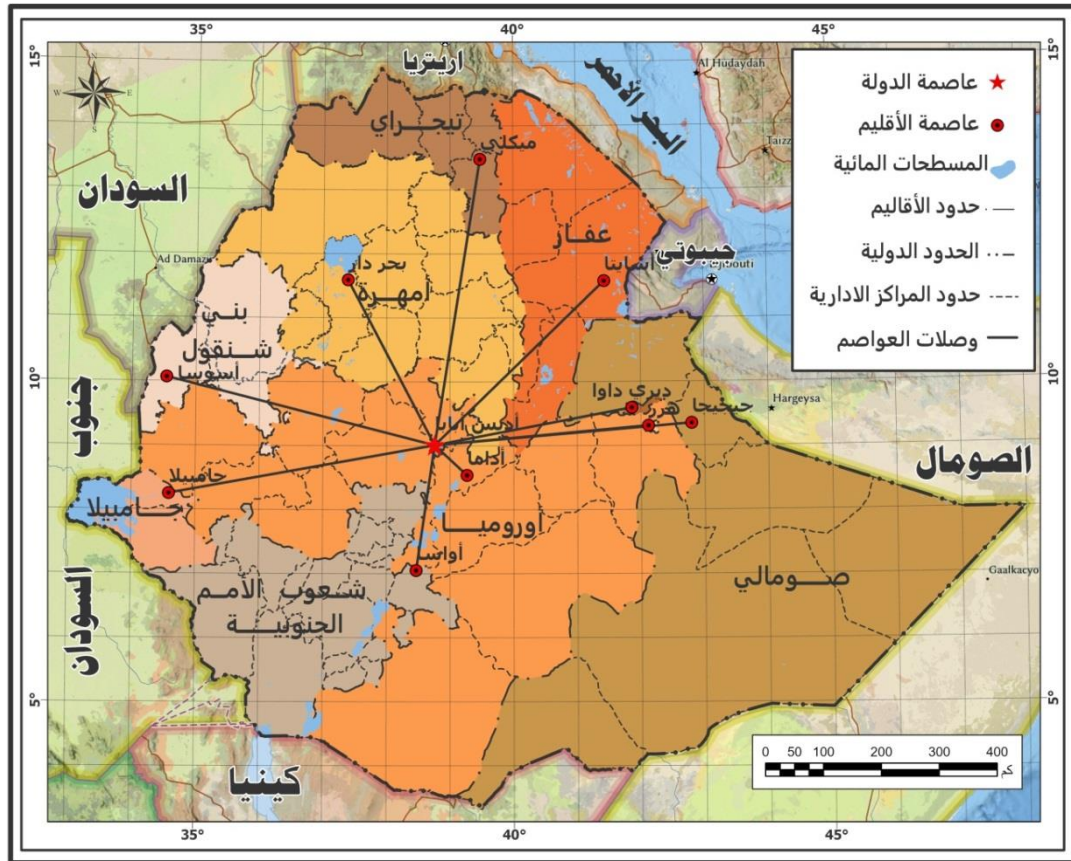 35°
40°
45°
15°
15°
اريتريا
Al Hudaydah
البحر الأحمر
Taizz
تيجراي
ميكلي
السودان
Ad Damazin
عفار
جيبوتي
Djibouti
اسايتا
بحر دار
امهرة
بني
شنقول
أسوسا
10°
10°
ديري داوا
هرر
جيجيجا
Hargeysa
أديس أبابا
أداما
جنوب
السودان
الصومال
جامبيلا
جامبيلا
اوروميا
أواسا
صومالي
Gaalkacyo
شعوب الأمم
الجنوبية
5°
5°
كينيا
35°
40°
45°
عاصمة الدولة
عاصمة الأقليم
المسطحات المائية
حدود الأقاليم
الحدود الدولية
حدود المراكز الادارية
وصلات العواصم
0 50 100 200 300 400
كم
N
E
S
W